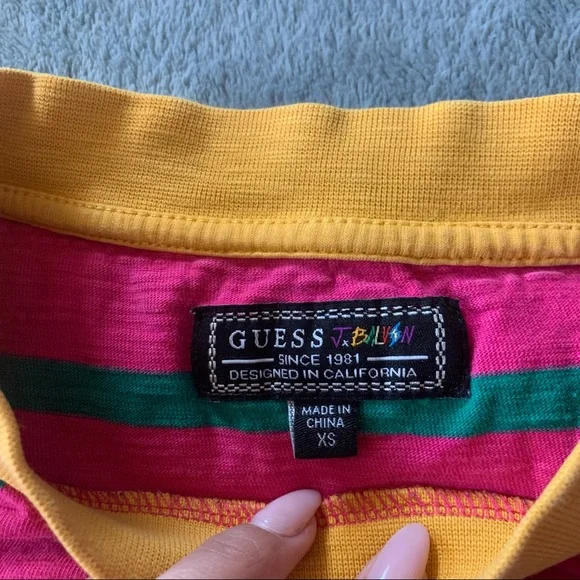 GUESS J. BALVIN
SINCE 1981
DESIGNED IN CALIFORNIA
MADE IN
CHINA
XS